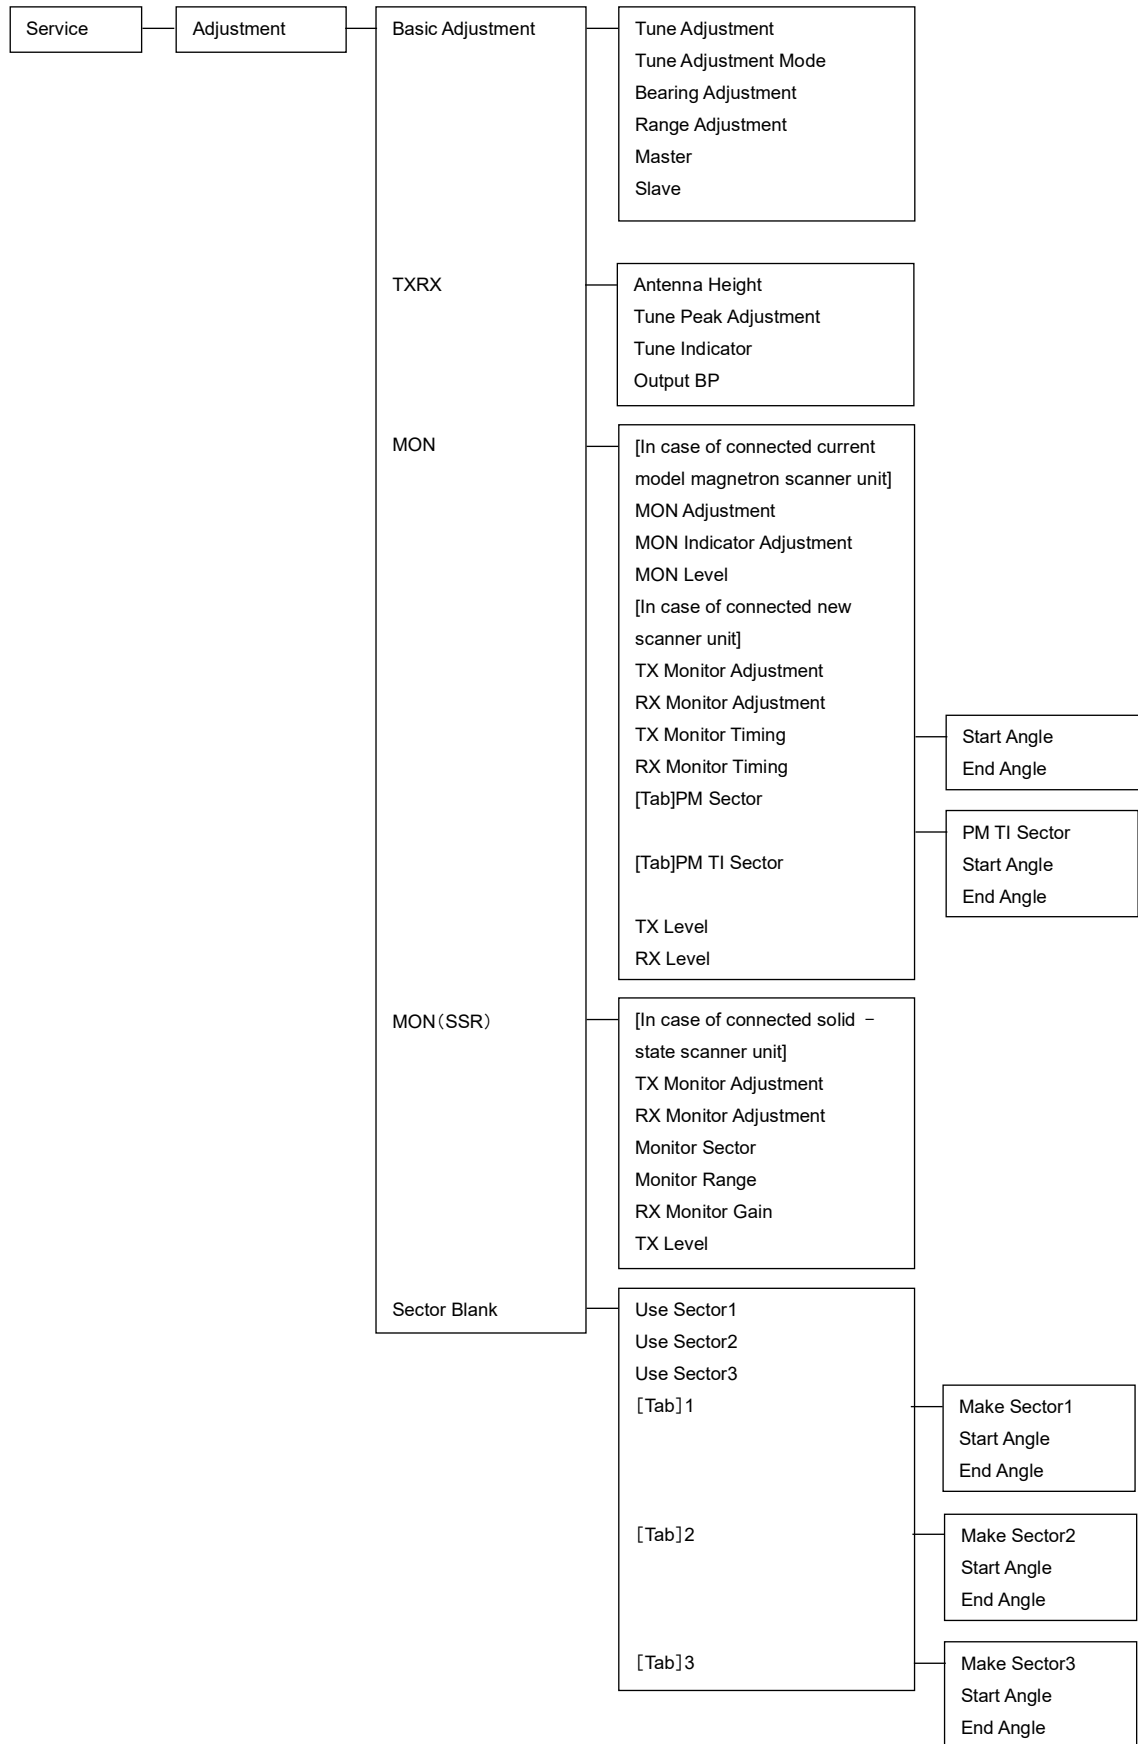 Service
Adjustment
Basic Adjustment
Tune Adjustment
Tune Adjustment Mode
Bearing Adjustment
Range Adjustment
Master
Slave
TXRX
Antenna Height
Tune Peak Adjustment
Tune Indicator
Output BP
MON
[In case of connected current
model magnetron scanner unit]
MON Adjustment
MON Indicator Adjustment
MON Level
[In case of connected new
scanner unit]
TX Monitor Adjustment
RX Monitor Adjustment
TX Monitor Timing
RX Monitor Timing
[Tab]PM Sector
Start Angle
End Angle
[Tab]PM TI Sector
PM TI Sector
Start Angle
End Angle
TX Level
RX Level
MON（SSR）
[In case of connected solid －
state scanner unit]
TX Monitor Adjustment
RX Monitor Adjustment
Monitor Sector
Monitor Range
RX Monitor Gain
TX Level
Sector Blank
Use Sector1
Use Sector2
Use Sector3
［Tab］1
Make Sector1
Start Angle
End Angle
［Tab］2
Make Sector2
Start Angle
End Angle
［Tab］3
Make Sector3
Start Angle
End Angle